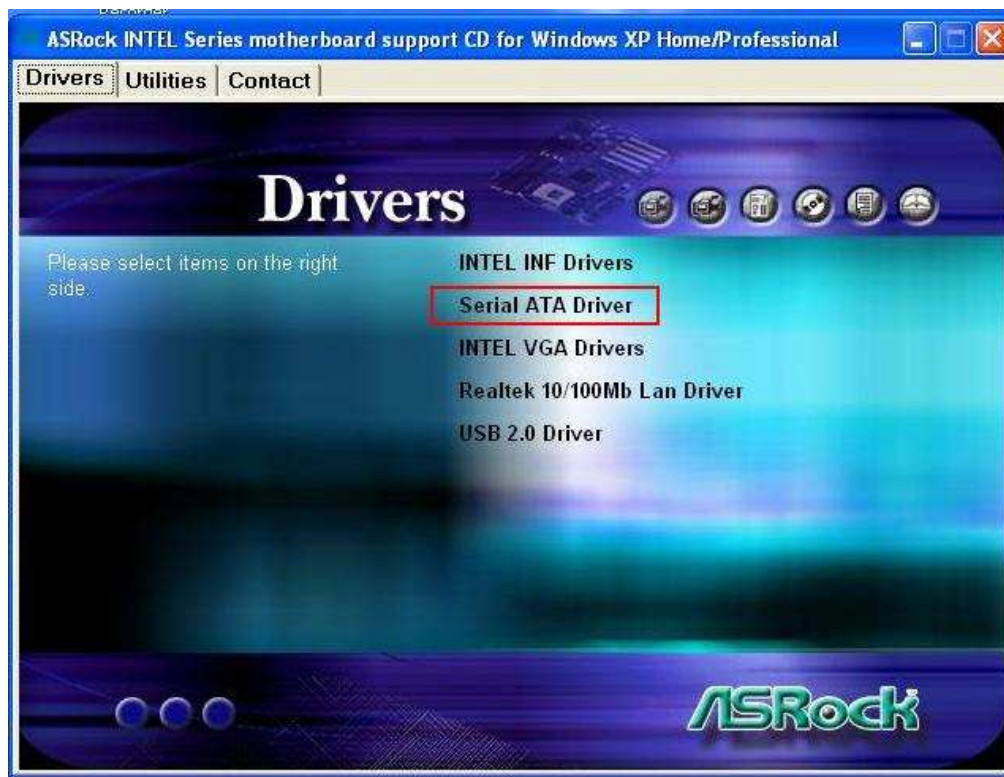 ASRock INTEL Series motherboard support CD for Windows XP Home/Professional
Drivers Utilities Contact
Drivers
Please select items on the right
side.
INTEL INF Drivers
Serial ATA Driver
INTEL VGA Drivers
Realtek 10/100Mb Lan Driver
USB 2.0 Driver
ASRock